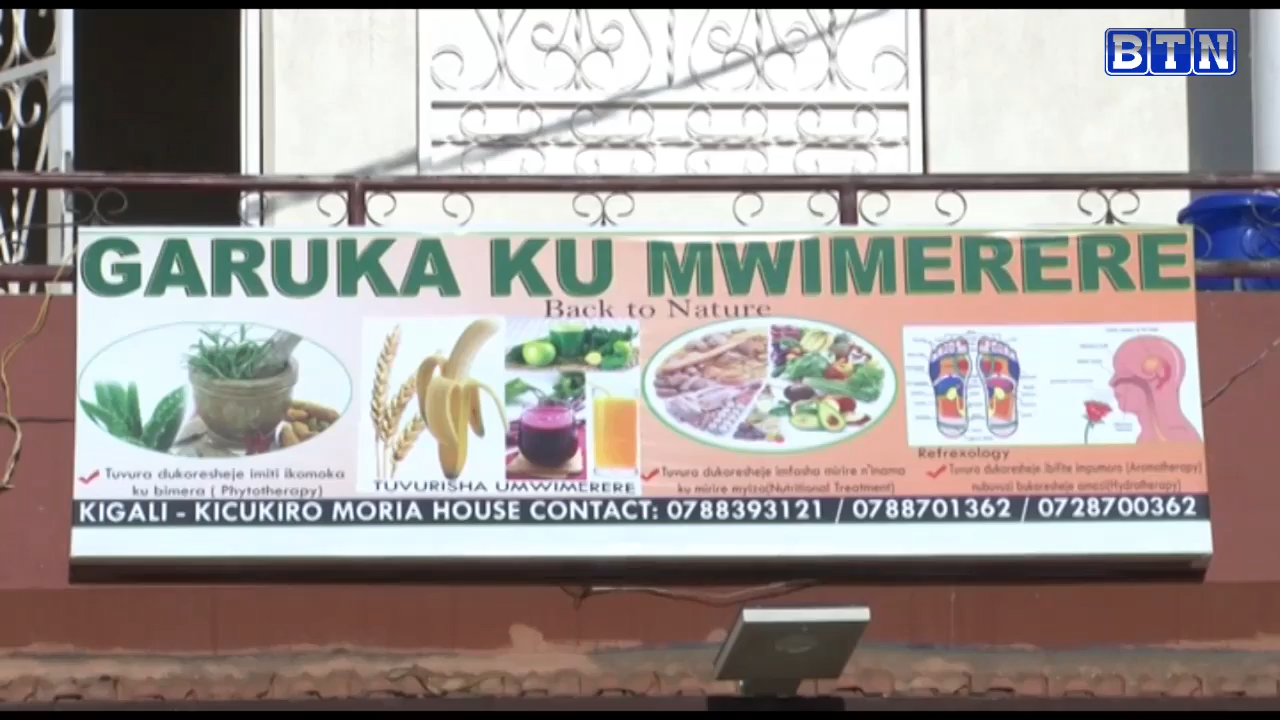 BTN
GARUKA KU MWIMERERE
Back to Nature
Tuvura dukoresheje imiti ikomoka
ku bimera ( Phytotherapy)
TUVURISHA UMWIMERERE
Tuvura dukoresheje imfasha mirire n'inama
ku mirire myiza(Nutritional Treatment)
Refrexology
Tuvura dukoresheje ibifite impumuro (Aromatherapy)
nubuvuzi bukoresheje amazi(Hydrotherapy)
KIGALI - KICUKIRO MORIA HOUSE CONTACT: 0788393121 / 0788701362 / 0728700362